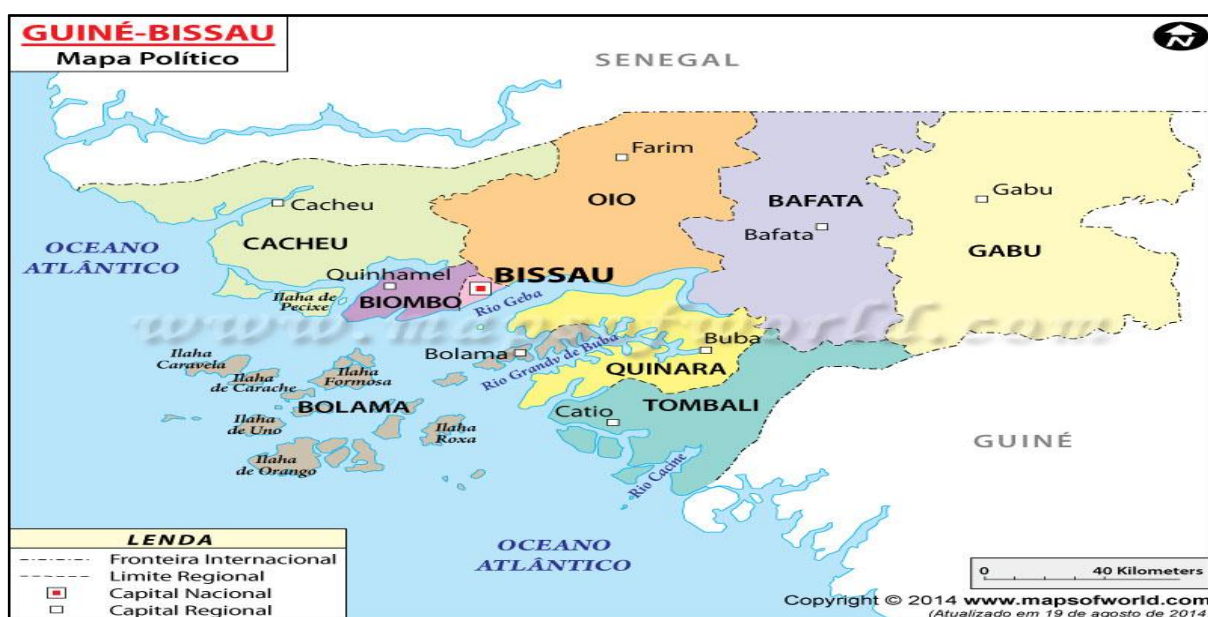 GUINÉ-BISSAU
Mapa Político
N
SENEGAL
Farim
Gabu
OIO
BAFATA
Cacheu
Bafata
OCEANO
ATLÂNTICO
CACHEU
GABU
Quinhamel
BISSAU
Ilaha de
Pecixe
BIOMBO
Rio Geba
www.mapsofworld.com
Buba
Bolama
Rio Grandy de Buba
Ilaha
Caravela
Ilaha
de Carache
Ilaha
Formosa
QUINARA
BOLAMA
TOMBALI
Catio
Ilaha
de Uno
Ilaha
Roxa
GUINÉ
Ilaha
de Orango
Rio Cacine
LENDA
Fronteira Internacional
Limite Regional
Capital Nacional
Capital Regional
OCEANO
ATLÂNTICO
0 40 Kilometers
Copyright © 2014 www.mapsofworld.com
(Atualizado em 19 de agosto de 2014